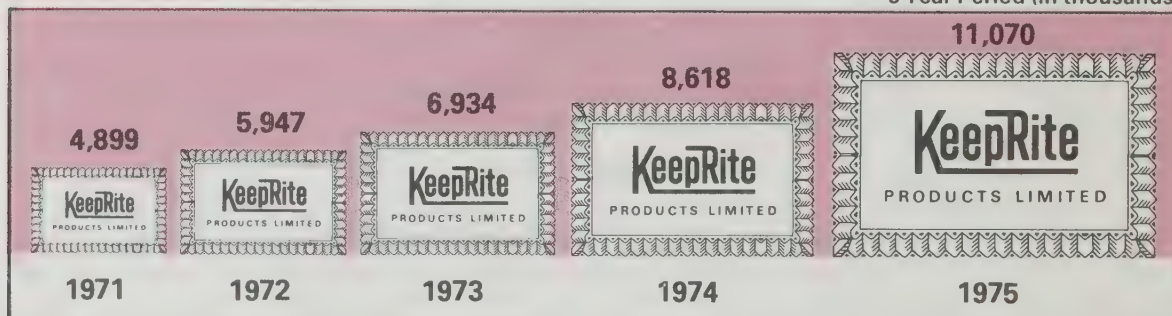 5 Year Period (in thousands
11,070
8,618
6,934
5,947
4,899
KeepRite
PRODUCTS LIMITED
KeepRite
PRODUCTS LIMITED
KeepRite
PRODUCTS LIMITED
KeepRite
PRODUCTS LIMITED
KeepRite
PRODUCTS LIMITED
1971 1972 1973 1974 1975